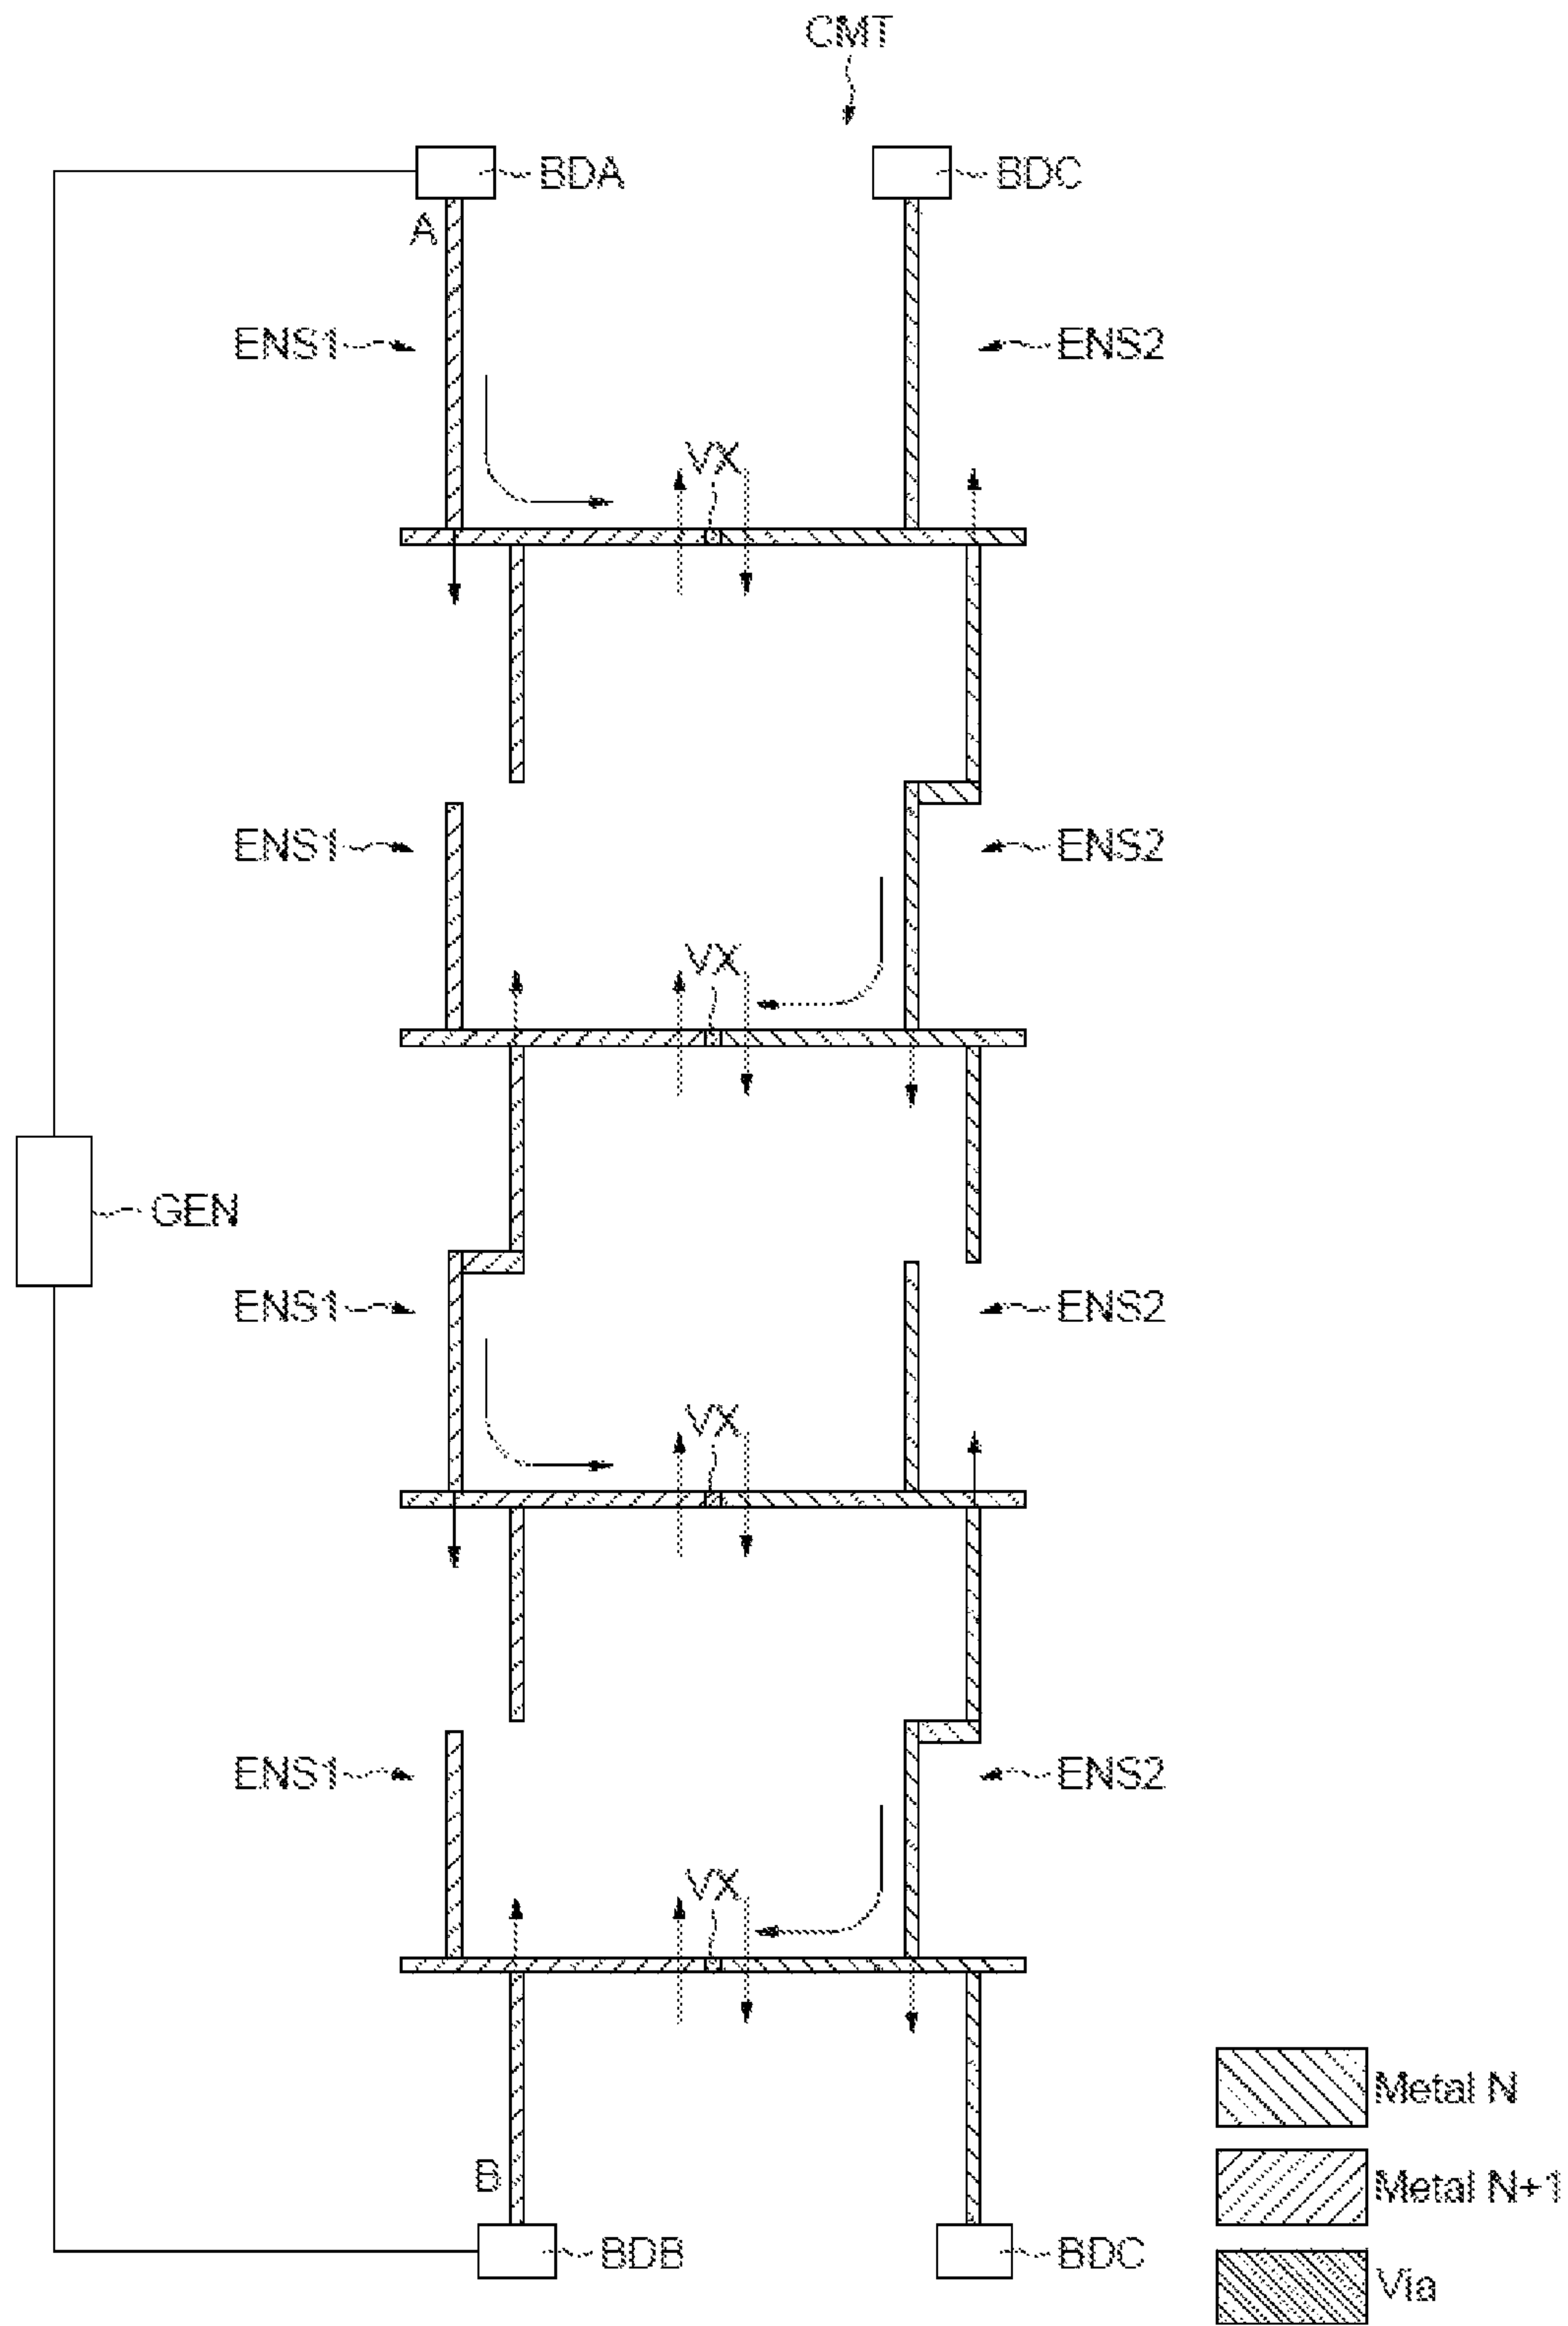 CMT
BDA
BDC
A
ENS1
ENS2
VX
ENS1
ENS2
VX
GEN
ENS1
ENS2
VX
ENS1
ENS2
VX
Metal N
Metal N+1
B
BDB
BDC
Via